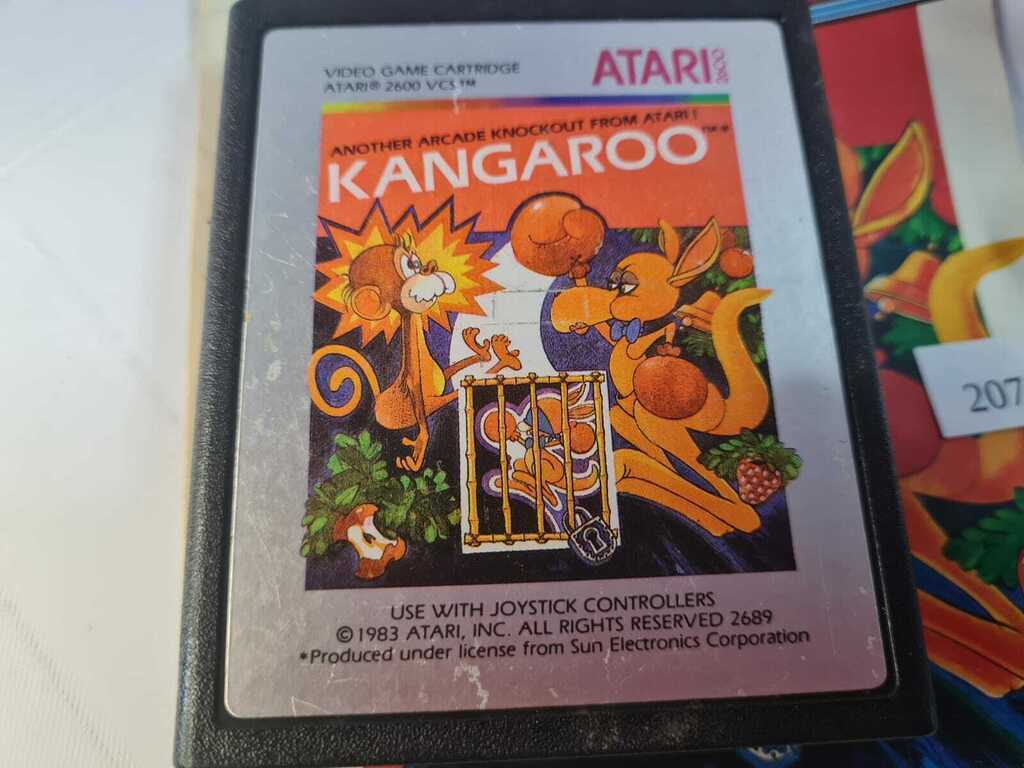 VIDEO GAME CARTRIDGE
ATARI® 2600 VCS™
ATARI 2600
ANOTHER ARCADE KNOCKOUT FROM ATARI!
KANGAROO™*
USE WITH JOYSTICK CONTROLLERS
©1983 ATARI, INC. ALL RIGHTS RESERVED 2689
*Produced under license from Sun Electronics Corporation
207